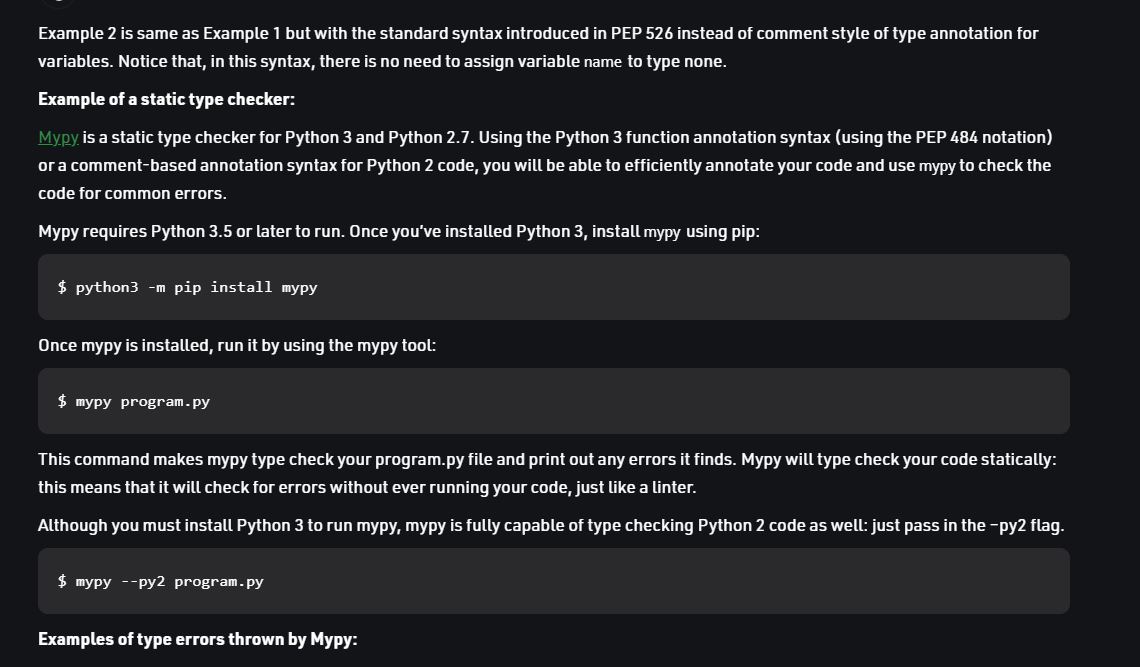 Example 2 is same as Example 1 but with the standard syntax introduced in PEP 526 instead of comment style of type annotation for
variables. Notice that, in this syntax, there is no need to assign variable name to type none.
Example of a static type checker:
Mypy is a static type checker for Python 3 and Python 2.7. Using the Python 3 function annotation syntax (using the PEP 484 notation)
or a comment-based annotation syntax for Python 2 code, you will be able to efficiently annotate your code and use mypy to check the
code for common errors.
Mypy requires Python 3.5 or later to run. Once you’ve installed Python 3, install mypy using pip:
$ python3 -m pip install mypy
Once mypy is installed, run it by using the mypy tool:
$ mypy program.py
This command makes mypy type check your program.py file and print out any errors it finds. Mypy will type check your code statically:
this means that it will check for errors without ever running your code, just like a linter.
Although you must install Python 3 to run mypy, mypy is fully capable of type checking Python 2 code as well: just pass in the –py2 flag.
$ mypy --py2 program.py
Examples of type errors thrown by Mypy: